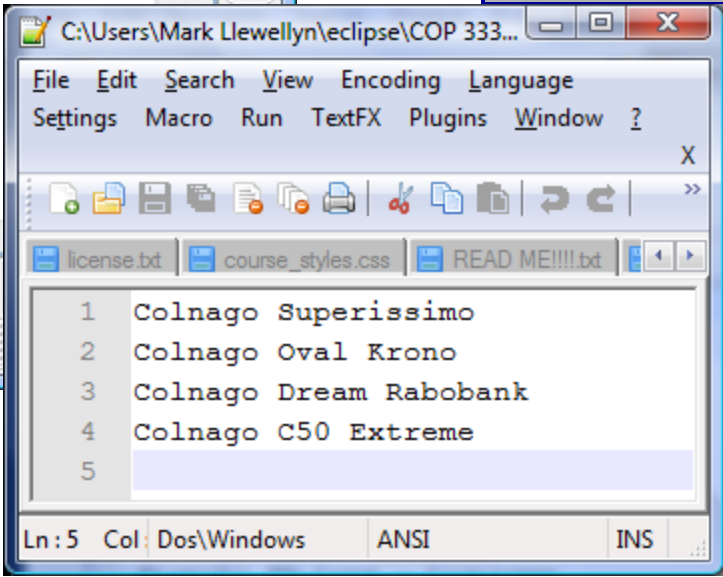 C:\Users\Mark Llewellyn\eclipse\COP 333...
File Edit Search View Encoding Language
Settings Macro Run TextFX Plugins Window ?
X
license.txt course_styles.css READ ME!!!!.txt
1 Colnago Superissimo
2 Colnago Oval Krono
3 Colnago Dream Rabobank
4 Colnago C50 Extreme
5
Ln : 5 Col : Dos\Windows ANSI INS